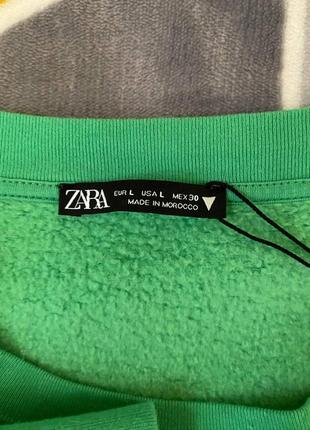 ZARA
EUR L USA L MEX 30
MADE IN MOROCCO